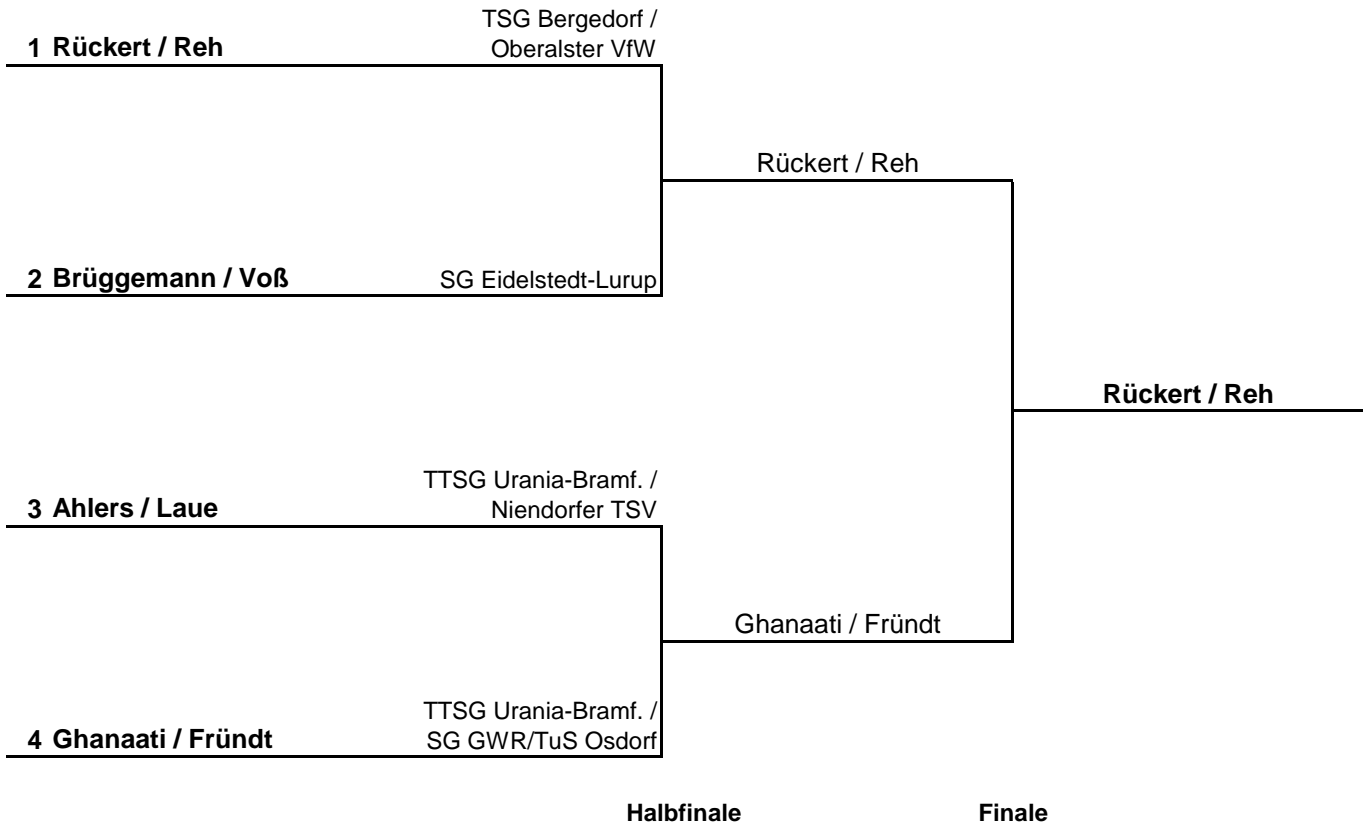 TSG Bergedorf /
1 Rückert / Reh Oberalster VfW
Rückert / Reh
2 Brüggemann / Voß SG Eidelstedt-Lurup
Rückert / Reh
TTSG Urania-Bramf. /
3 Ahlers / Laue Niendorfer TSV
Ghanaati / Fründt
TTSG Urania-Bramf. /
4 Ghanaati / Fründt SG GWR/TuS Osdorf
Halbfinale Finale